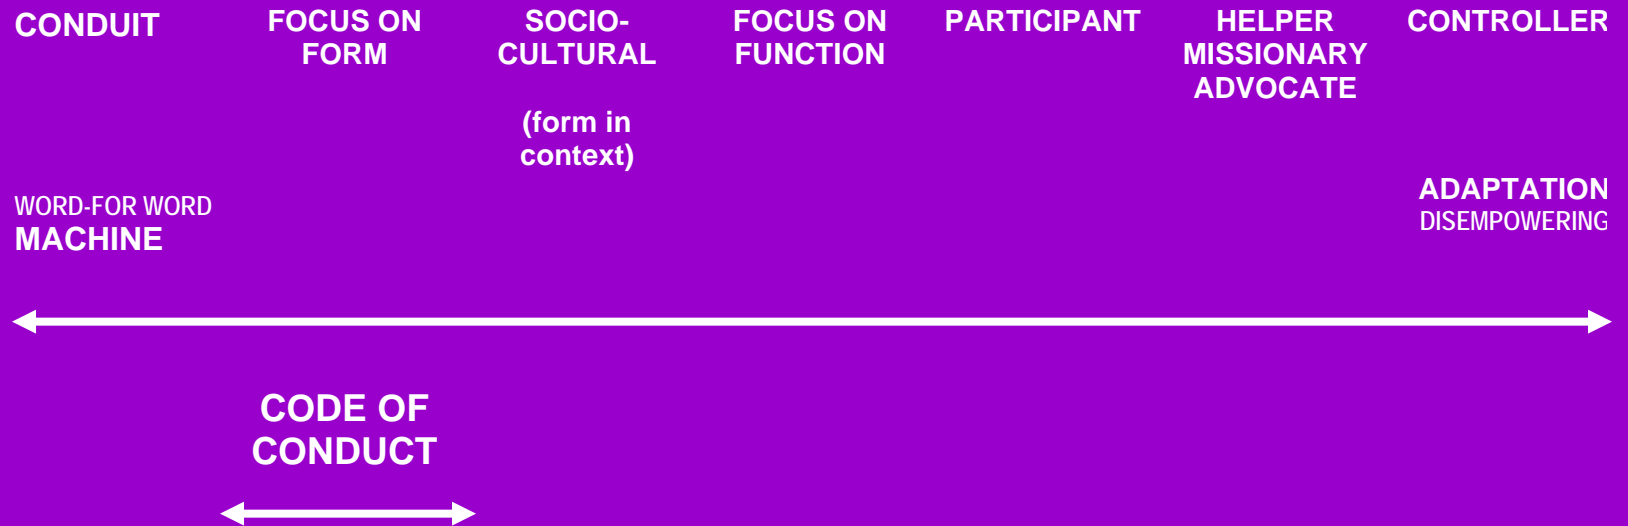 CONDUIT
FOCUS ON
FORM
SOCIO-
CULTURAL
(form in
context)
FOCUS ON
FUNCTION
PARTICIPANT
HELPER
MISSIONARY
ADVOCATE
CONTROLLER
WORD-FOR WORD
MACHINE
ADAPTATION
DISEMPOWERING
CODE OF
CONDUCT